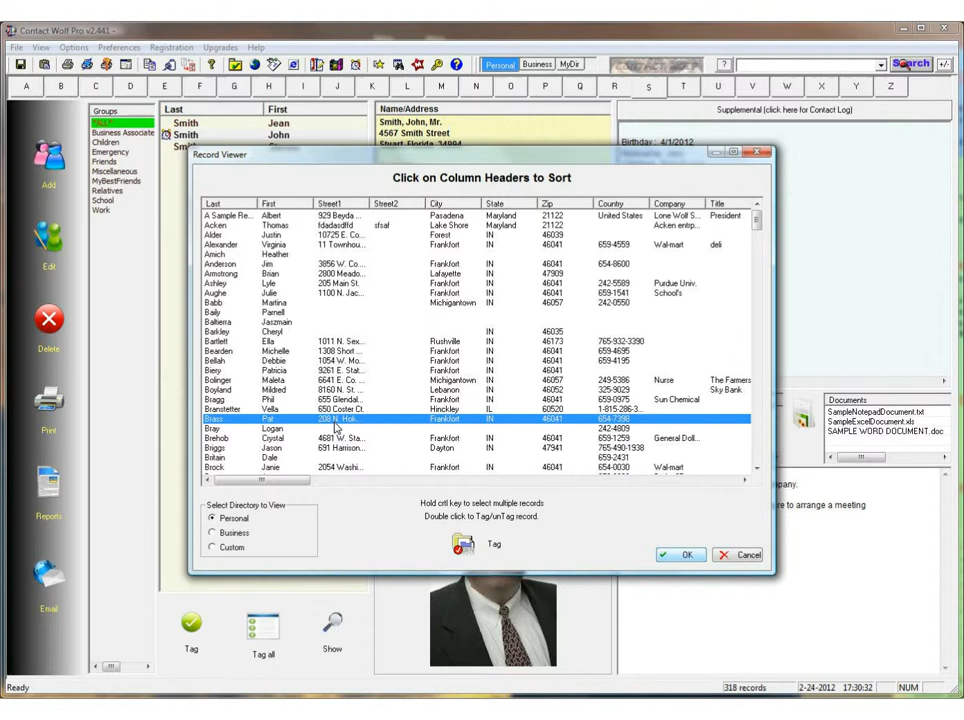 Contact Wolf Pro v2.441 -
File View Options Preferences Registration Upgrades Help
Personal Business MyDir CONTACT WOLF ? Search +/-
A B C D E F G H I J K L M N O P Q R S T U V W X Y Z
Groups
Business Associate
Children
Emergency
Friends
Miscellaneous
MyBestFriends
Relatives
School
Work
Last First
Smith Jean
Smith John
Name/Address
Smith, John, Mr.
4567 Smith Street
Stuart, Florida, 34994
Supplemental (click here for Contact Log)
Birthday : 4/1/2012
Add
Edit
Delete
Print
Reports
Email
Record Viewer
Click on Column Headers to Sort
Last First Street1 Street2 City State Zip Country Company Title
A Sample Re... Albert 929 Beyda ... Pasadena Maryland 21122 United States Lone Wolf S... President
Acken Thomas fdadasdffd sfsaf Lake Shore Maryland 21122 Acken entrp...
Alder Justin 10725 E. Co... Forest IN 46039
Alexander Virginia 11 Townhou... Frankfort IN 46041 659-4559 Wal-mart deli
Amich Heather
Anderson Jim 3856 W. Co... Frankfort IN 46041 654-8600
Armstrong Brian 2800 Meado... Lafayette IN 47909
Ashley Lyle 205 Main St. Frankfort IN 46041 242-5589 Purdue Univ.
Aughe Julie 1100 N. Jac... Frankfort IN 46041 659-1541 School's
Babb Martina Michigantown IN 46057 242-0550
Baily Parnell
Baltierra Jaszmain
Barkley Cheryl IN 46035
Bartlett Ella 1011 N. Sex... Rushville IN 46173 765-932-3390
Bearden Michelle 1308 Short ... Frankfort IN 46041 659-4695
Bellah Debbie 1054 W. Mo... Frankfort IN 46041 659-4195
Biery Patricia 9261 E. Stat... Frankfort IN 46041
Bolinger Maleta 6641 E. Co... Michigantown IN 46057 249-5386 Nurse The Farmers
Boyland Mildred 8160 N. St... Lebanon IN 46052 325-9029 Sky Bank
Bragg Phil 655 Glendal... Frankfort IN 46041 659-0975 Sun Chemical
Branstetter Vella 650 Coster Ct. Hinckley IL 60520 1-815-286-3...
Brass Pat 208 N. Hok... Frankfort IN 46041 654-7398
Bray Logan 242-4809
Brehob Crystal 4681 W. Sta... Frankfort IN 46041 659-1259 General Doll...
Briggs Jason 691 Harrison... Dayton IN 47941 765-490-1938
Britain Dale 659-2431
Brock Janie 2054 Washi... Frankfort IN 46041 654-0030 Wal-mart
Select Directory to View
Personal
Business
Custom
Hold crtl key to select multiple records
Double click to Tag/unTag record.
Tag
OK Cancel
Documents
SampleNotepadDocument.txt
SampleExcelDocument.xls
SAMPLE WORD DOCUMENT.doc
pany.
re to arrange a meeting
Tag Tag all Show
Ready 318 records 2-24-2012 17:30:32 NUM